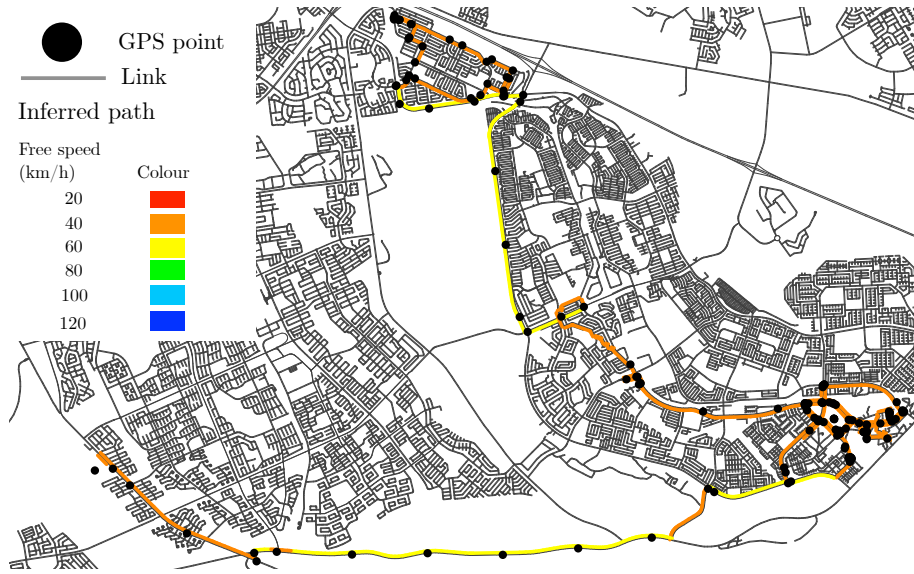 GPS point
Link
Inferred path
Free speed
(km/h) Colour
20
40
60
80
100
120